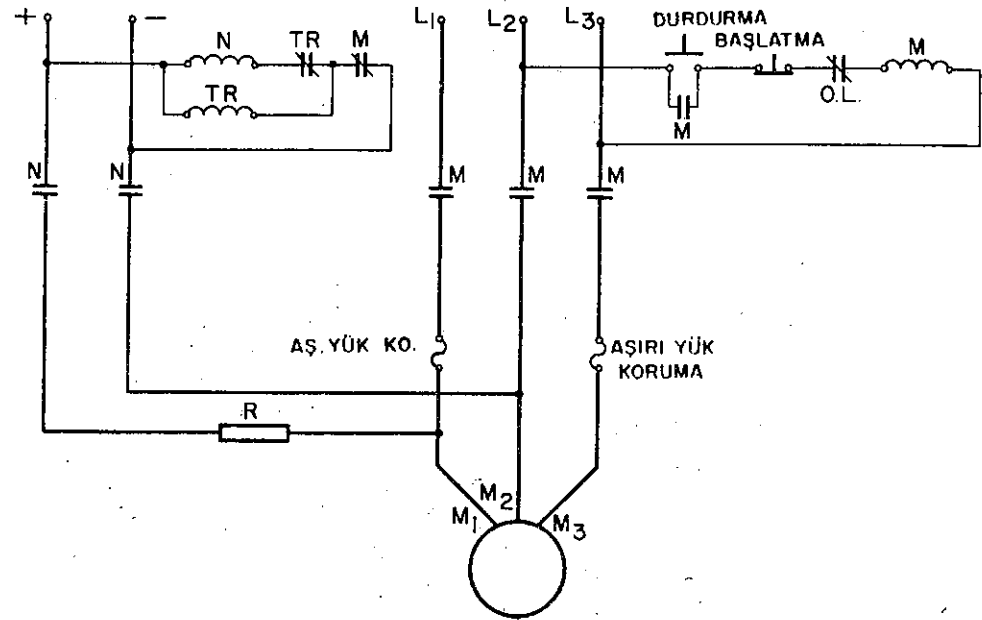 + - L1 L2 L3
DURDURMA
BAŞLATMA
N TR M
M
TR
O.L.
M
N N M M M
AŞ. YÜK KO.
AŞIRI YÜK
KORUMA
R
M1 M2 M3